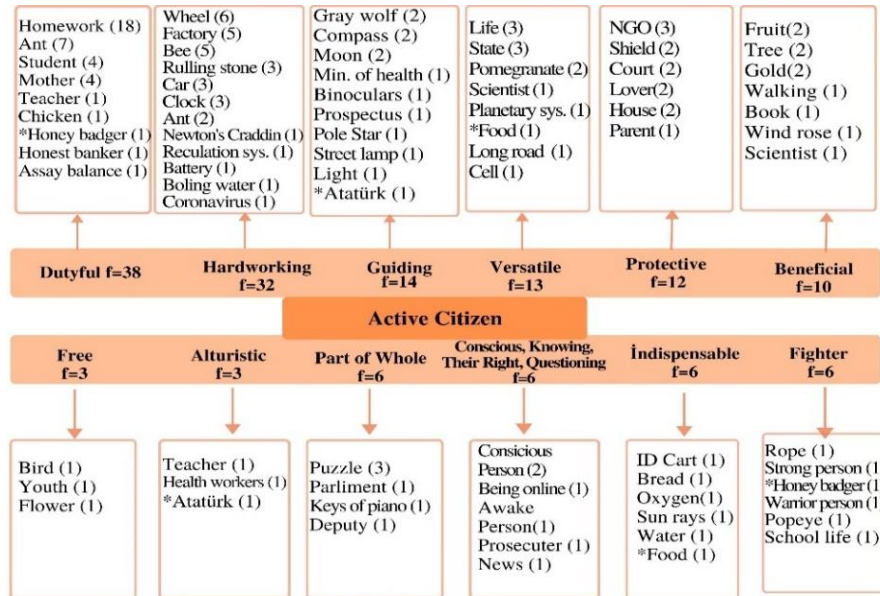 Homework (18)
Ant (7)
Student (4)
Mother (4)
Teacher (1)
Chicken (1)
*Honey badger (1)
Honest banker (1)
Assay balance (1)
Wheel (6)
Factory (5)
Bee (5)
Rulling stone (3)
Car (3)
Clock (3)
Ant (2)
Newton's Craddin (1)
Reculation sys. (1)
Battery (1)
Boling water (1)
Coronavirus (1)
Gray wolf (2)
Compass (2)
Moon (2)
Min. of health (1)
Binoculars (1)
Prospectus (1)
Pole Star (1)
Street lamp (1)
Light (1)
*Atatürk (1)
Life (3)
State (3)
Pomegranate (2)
Scientist (1)
Planetary sys. (1)
*Food (1)
Long road (1)
Cell (1)
NGO (3)
Shield (2)
Court (2)
Lover(2)
House (2)
Parent (1)
Fruit(2)
Tree (2)
Gold(2)
Walking (1)
Book (1)
Wind rose (1)
Scientist (1)
Dutyful f=38
Hardworking
f=32
Guiding
f=14
Versatile
f=13
Protective
f=12
Beneficial
f=10
Active Citizen
Free
f=3
Alturistic
f=3
Part of Whole
f=6
Conscious, Knowing,
Their Right, Questioning
f=6
İndispensable
f=6
Fighter
f=6
Bird (1)
Youth (1)
Flower (1)
Teacher (1)
Health workers (1)
*Atatürk (1)
Puzzle (3)
Parliment (1)
Keys of piano (1)
Deputy (1)
Consicious
Person (2)
Being online (1)
Awake
Person(1)
Prosecuter (1)
News (1)
ID Cart (1)
Bread (1)
Oxygen(1)
Sun rays (1)
Water (1)
*Food (1)
Rope (1)
Strong person (1)
*Honey badger (1)
Warrior person (1)
Popeye (1)
School life (1)